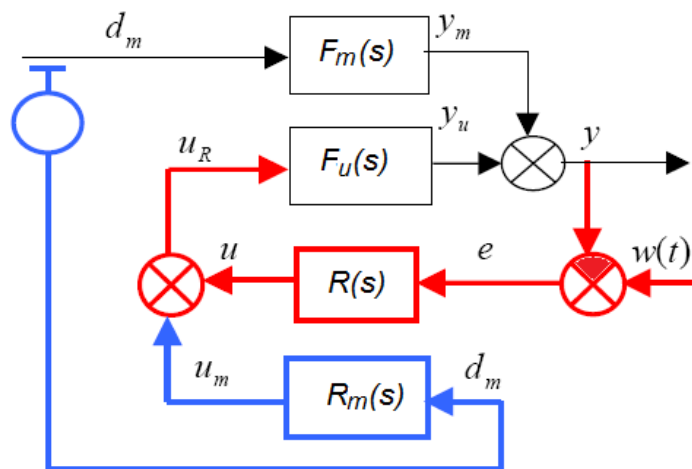 d_m
y_m
F_m(s)
y_u
y
u_R
F_u(s)
u
e
w(t)
R(s)
u_m
d_m
R_m(s)